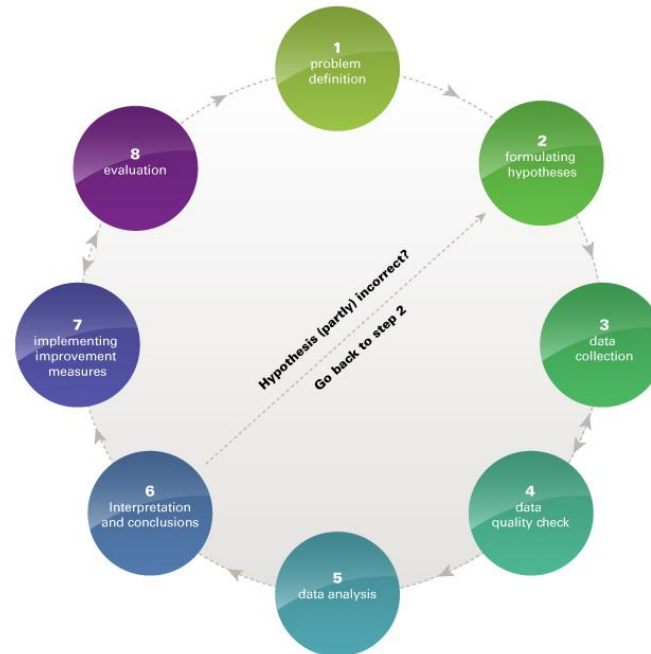 1
problem
definition
2
formulating
hypotheses
3
data
collection
4
data
quality check
5
data analysis
6
Interpretation
and conclusions
7
implementing
improvement
measures
8
evaluation
Hypothesis (partly) incorrect?
Go back to step 2